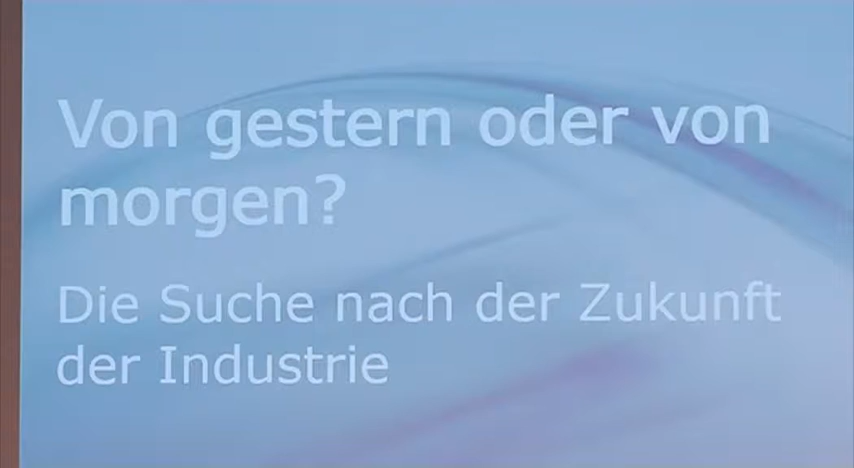 Von gestern oder von
morgen?
Die Suche nach der Zukunft
der Industrie